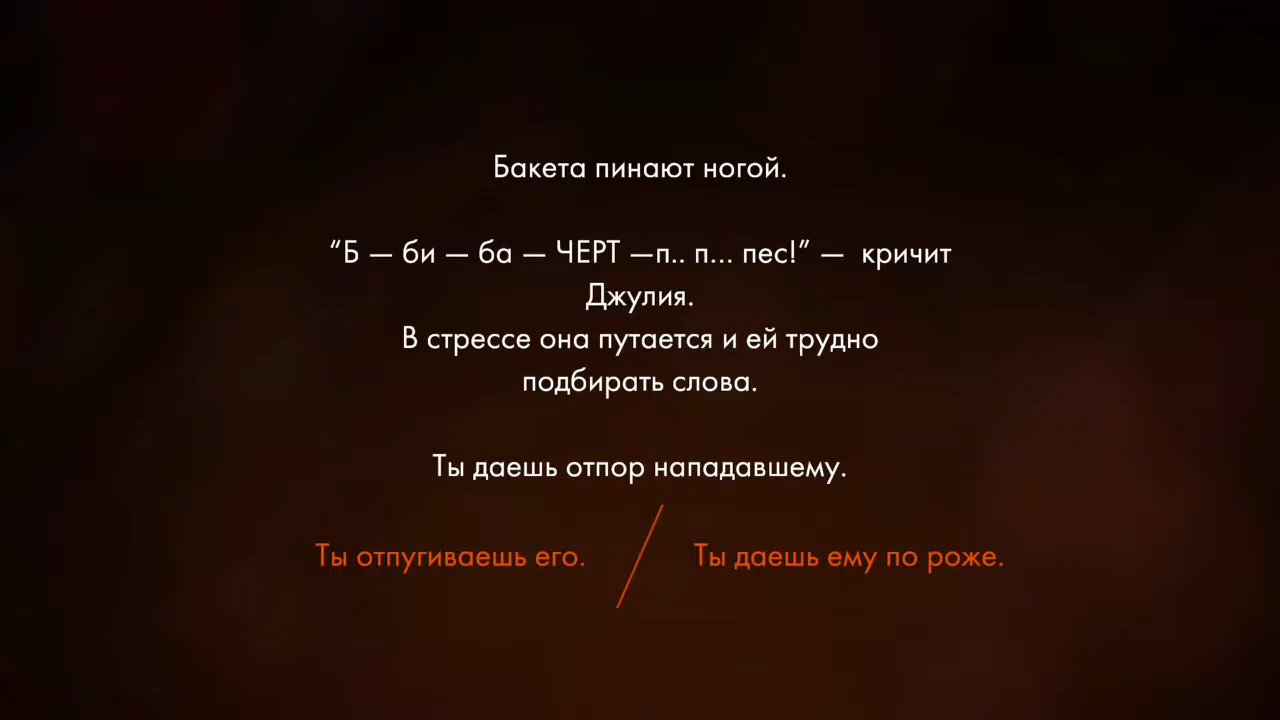 Бакета пинают ногой.
“Б — би — ба — ЧЕРТ —п.. п... пес!” — кричит
Джулия.
В стрессе она путается и ей трудно
подбирать слова.
Ты даешь отпор нападавшему.
Ты отпугиваешь его. / Ты даешь ему по роже.